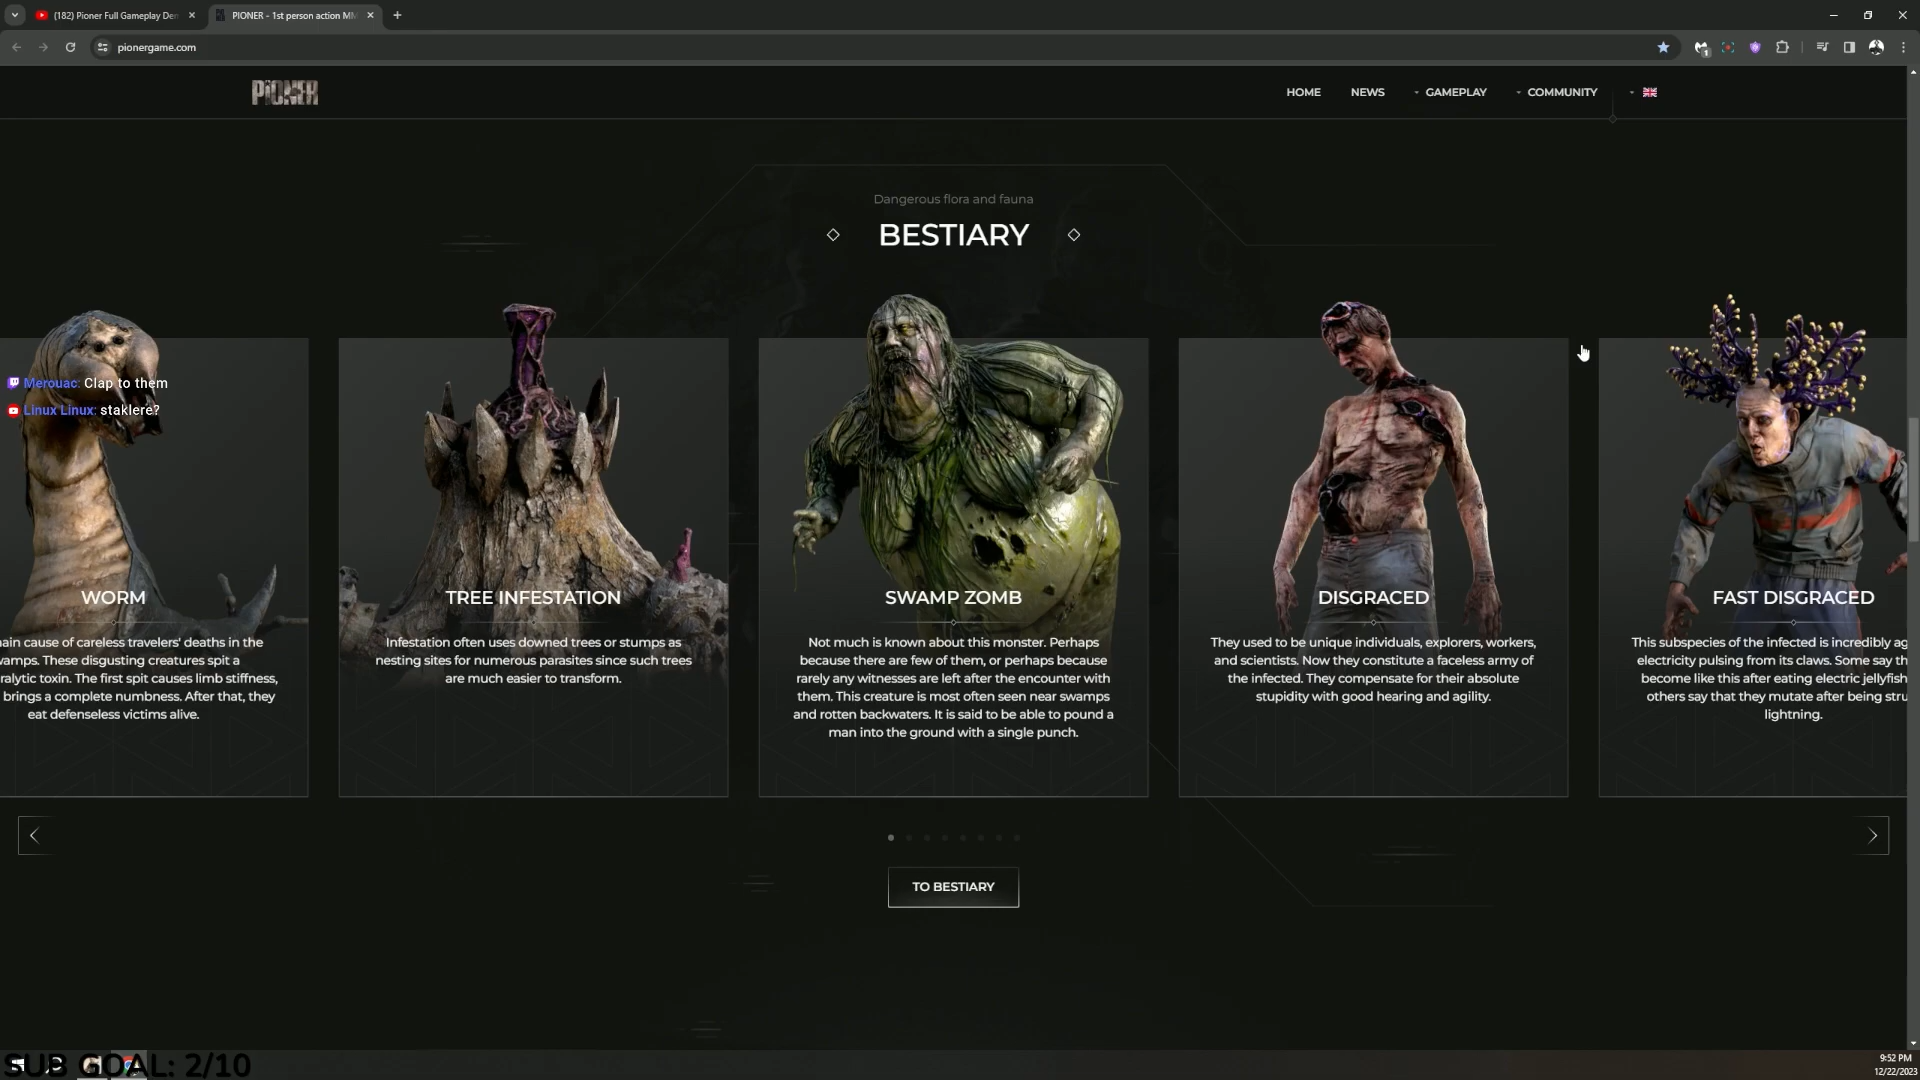 (182) Pioner Full Gameplay Dem
PIONER - 1st person action MM
pionergame.com
1
PIONER
HOME
NEWS
GAMEPLAY
COMMUNITY
Dangerous flora and fauna
BESTIARY
Merouac: Clap to them
Linux Linux: staklere?
WORM
ain cause of careless travelers' deaths in the
vamps. These disgusting creatures spit a
ralytic toxin. The first spit causes limb stiffness,
brings a complete numbness. After that, they
eat defenseless victims alive.
TREE INFESTATION
Infestation often uses downed trees or stumps as
nesting sites for numerous parasites since such trees
are much easier to transform.
SWAMP ZOMB
Not much is known about this monster. Perhaps
because there are few of them, or perhaps because
rarely any witnesses are left after the encounter with
them. This creature is most often seen near swamps
and rotten backwaters. It is said to be able to pound a
man into the ground with a single punch.
DISGRACED
They used to be unique individuals, explorers, workers,
and scientists. Now they constitute a faceless army of
the infected. They compensate for their absolute
stupidity with good hearing and agility.
FAST DISGRACED
This subspecies of the infected is incredibly ag
electricity pulsing from its claws. Some say th
become like this after eating electric jellyfish
others say that they mutate after being stru
lightning.
TO BESTIARY
SUB GOAL: 2/10
9:52 PM
12/22/2023